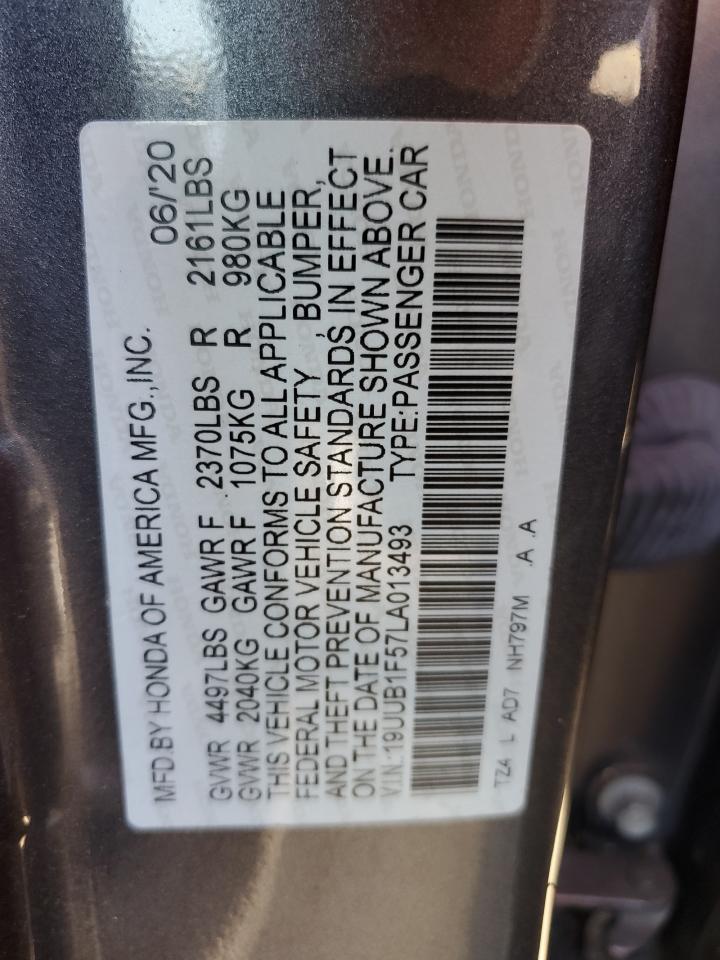 MFD.BY HONDA OF AMERICA MFG.,INC. 06/'20
GVWR 4497LBS GAWR F 2370LBS R 2161LBS
GVWR 2040KG GAWR F 1075KG R 980KG
THIS VEHICLE CONFORMS TO ALL APPLICABLE
FEDERAL MOTOR VEHICLE SAFETY, BUMPER,
AND THEFT PREVENTION STANDARDS IN EFFECT
ON THE DATE OF MANUFACTURE SHOWN ABOVE.
V.I.N.:19UUB1F57LA013493 TYPE:PASSENGER CAR
TZ4 L AD7 NH797M .A .A